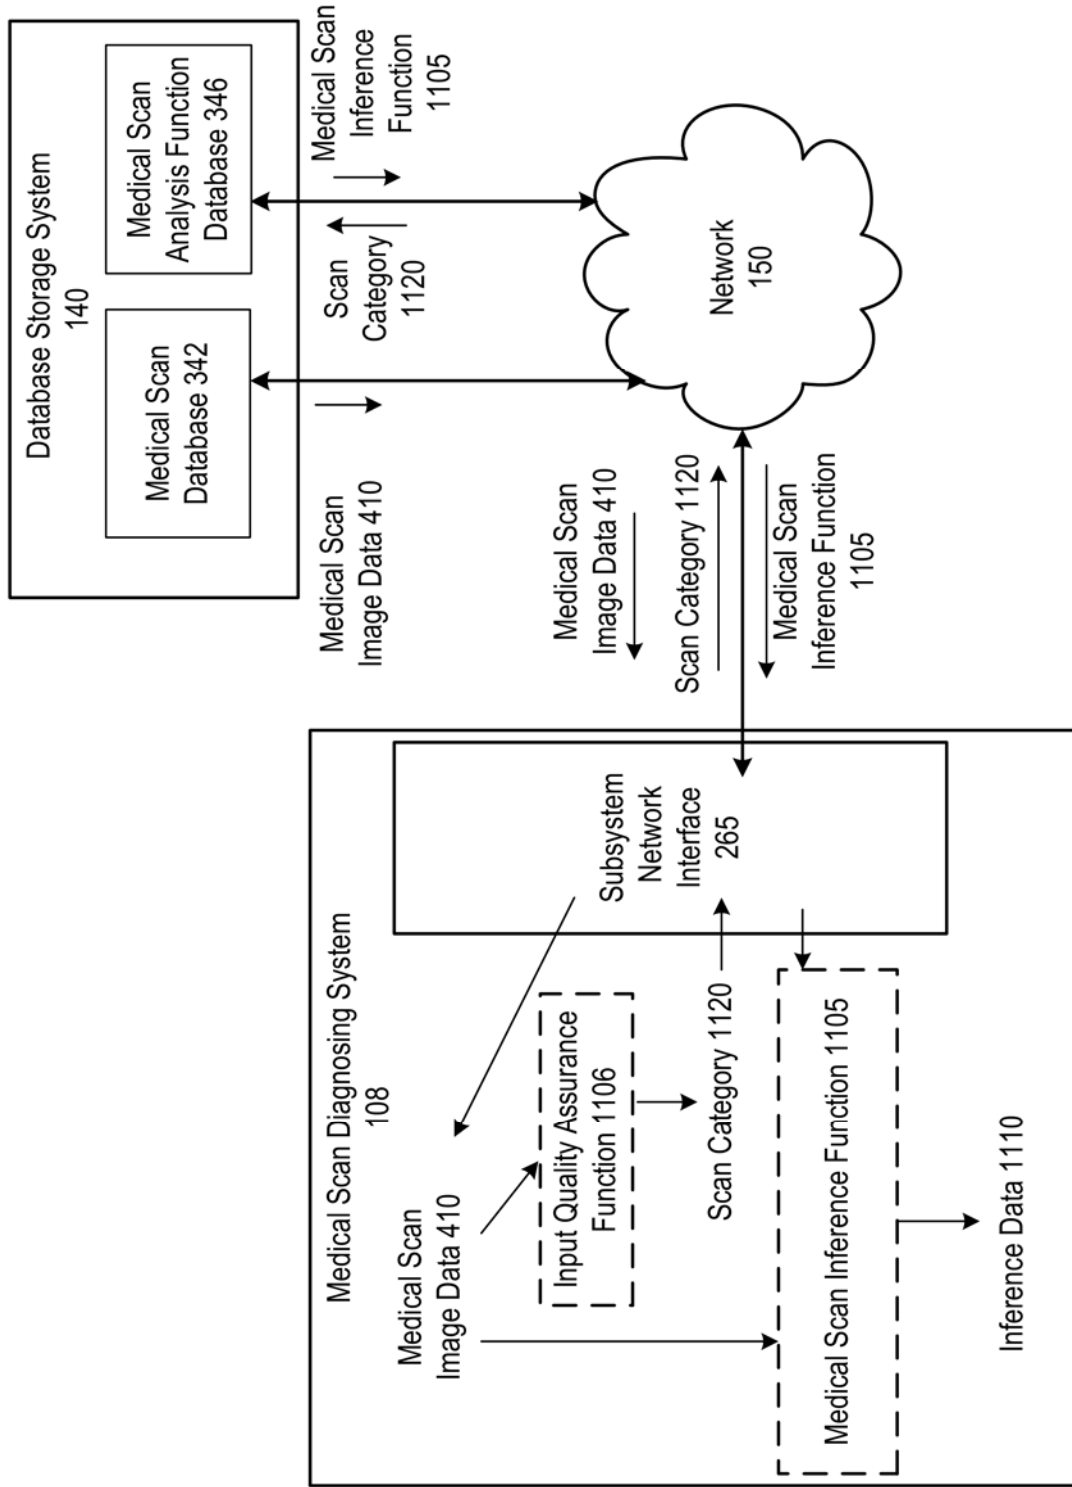 Database Storage System
140
Medical Scan
Database 342
Medical Scan
Analysis Function
Database 346
Medical Scan
Image Data 410
Scan
Category
1120
Medical Scan
Inference
Function
1105
Network
150
Medical Scan
Image Data 410
Scan Category 1120
Medical Scan
Inference Function
1105
Medical Scan Diagnosing System
108
Subsystem
Network
Interface
265
Medical Scan
Image Data 410
Input Quality Assurance
Function 1106
Scan Category 1120
Medical Scan Inference Function 1105
Inference Data 1110